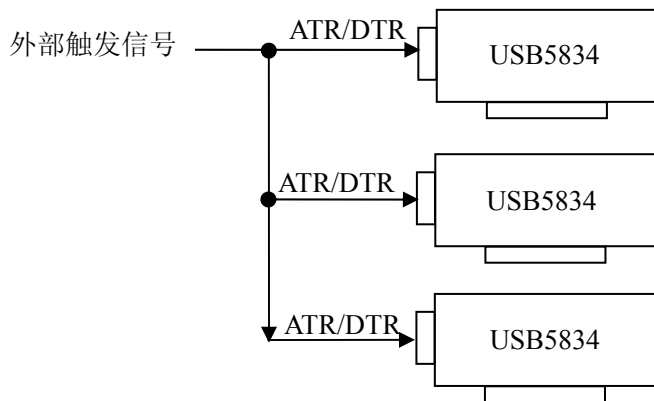 外部触发信号
ATR/DTR
USB5834
ATR/DTR
USB5834
ATR/DTR
USB5834